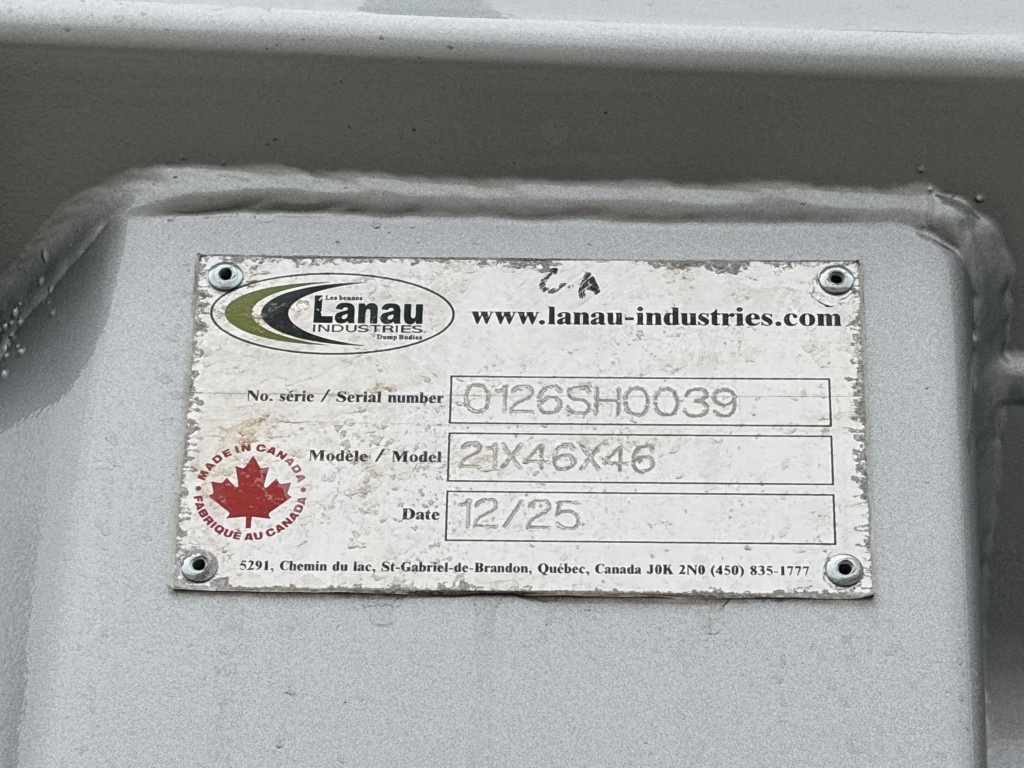 CA
Les bennes
Lanau
INDUSTRIES
Dump Bodies
www.lanau-industries.com
No. série / Serial number 0126SH0039
Modèle / Model 21X46X46
Date 12/25
MADE IN CANADA
FABRIQUÉ AU CANADA
5291, Chemin du lac, St-Gabriel-de-Brandon, Québec, Canada J0K 2N0 (450) 835-1777